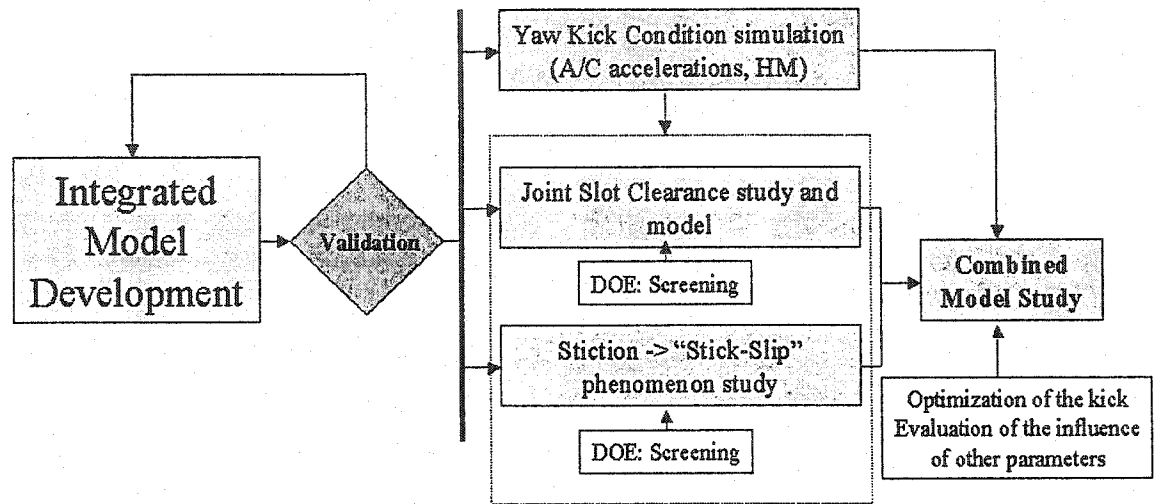 Yaw Kick Condition simulation
(A/C accelerations, HM)
Integrated
Model
Development
Validation
Joint Slot Clearance study and
model
DOE: Screening
Stiction -> “Stick-Slip”
phenomenon study
DOE: Screening
Combined
Model Study
Optimization of the kick
Evaluation of the influence
of other parameters